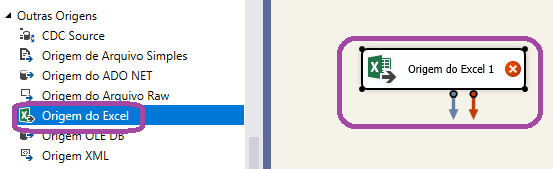 Outras Origens
CDC Source
Origem de Arquivo Simples
Origem do ADO NET
Origem do Arquivo Raw
Origem do Excel
Origem OLE DB
Origem XML
Origem do Excel 1